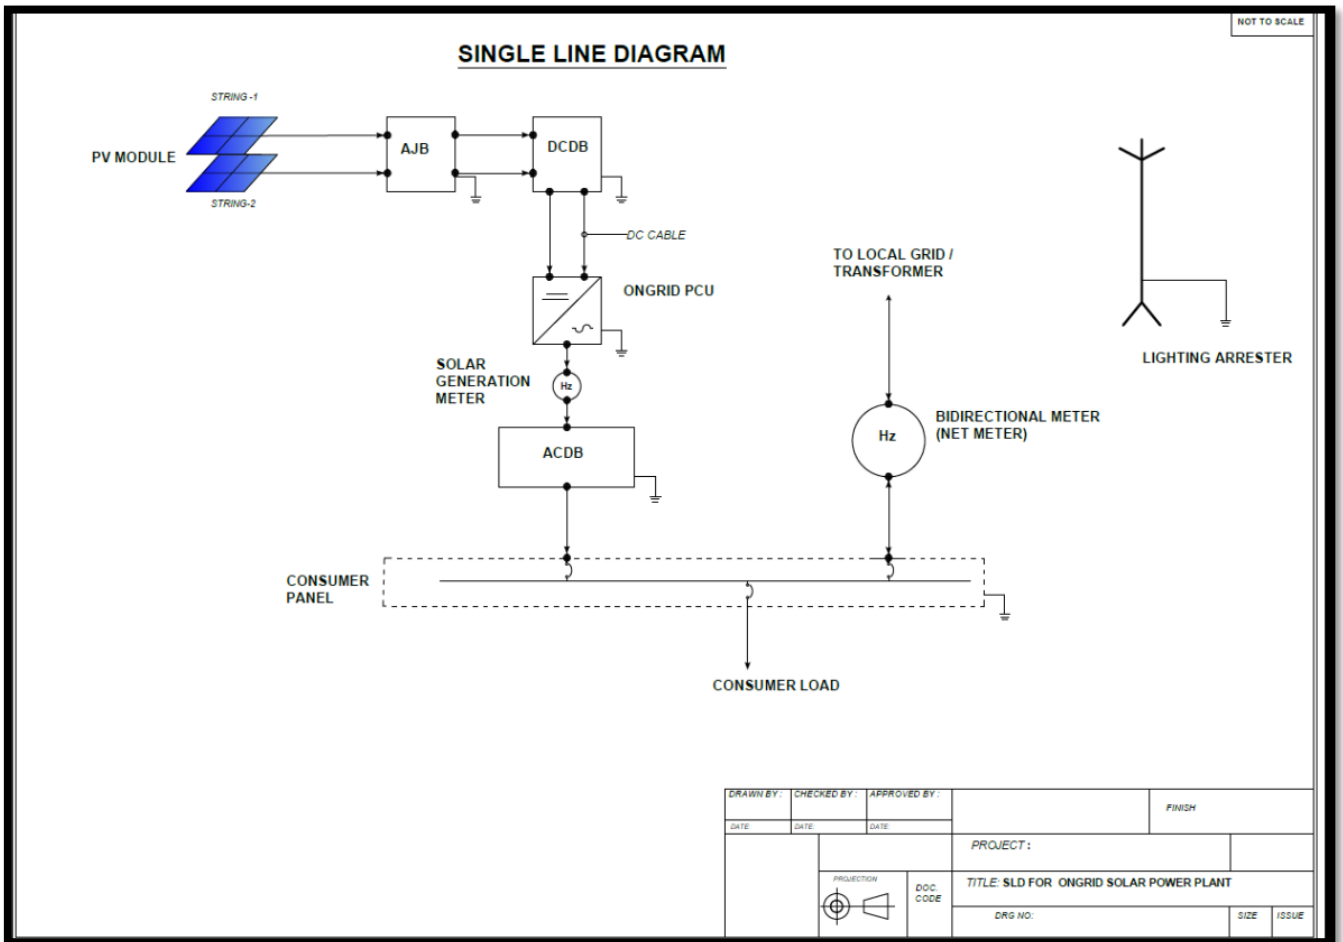 NOT TO SCALE
SINGLE LINE DIAGRAM
STRING -1
PV MODULE
STRING-2
AJB
DCDB
DC CABLE
ONGRID PCU
SOLAR
GENERATION
METER
Hz
ACDB
TO LOCAL GRID /
TRANSFORMER
Hz
BIDIRECTIONAL METER
(NET METER)
LIGHTING ARRESTER
CONSUMER
PANEL
CONSUMER LOAD
DRAWN BY : CHECKED BY : APPROVED BY :
FINISH
DATE: DATE: DATE:
PROJECT :
PROJECTION
DOC.
CODE
TITLE: SLD FOR ONGRID SOLAR POWER PLANT
DRG NO:
SIZE ISSUE